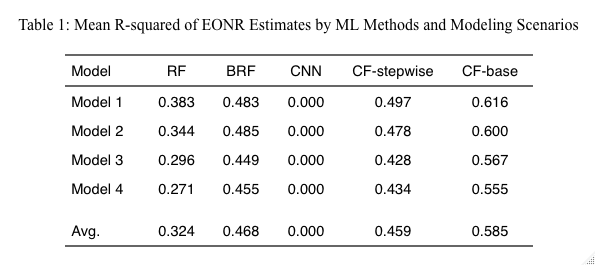 Table 1: Mean R-squared of EONR Estimates by ML Methods and Modeling Scenarios
Model RF BRF CNN CF-stepwise CF-base
Model 1 0.383 0.483 0.000 0.497 0.616
Model 2 0.344 0.485 0.000 0.478 0.600
Model 3 0.296 0.449 0.000 0.428 0.567
Model 4 0.271 0.455 0.000 0.434 0.555
Avg. 0.324 0.468 0.000 0.459 0.585